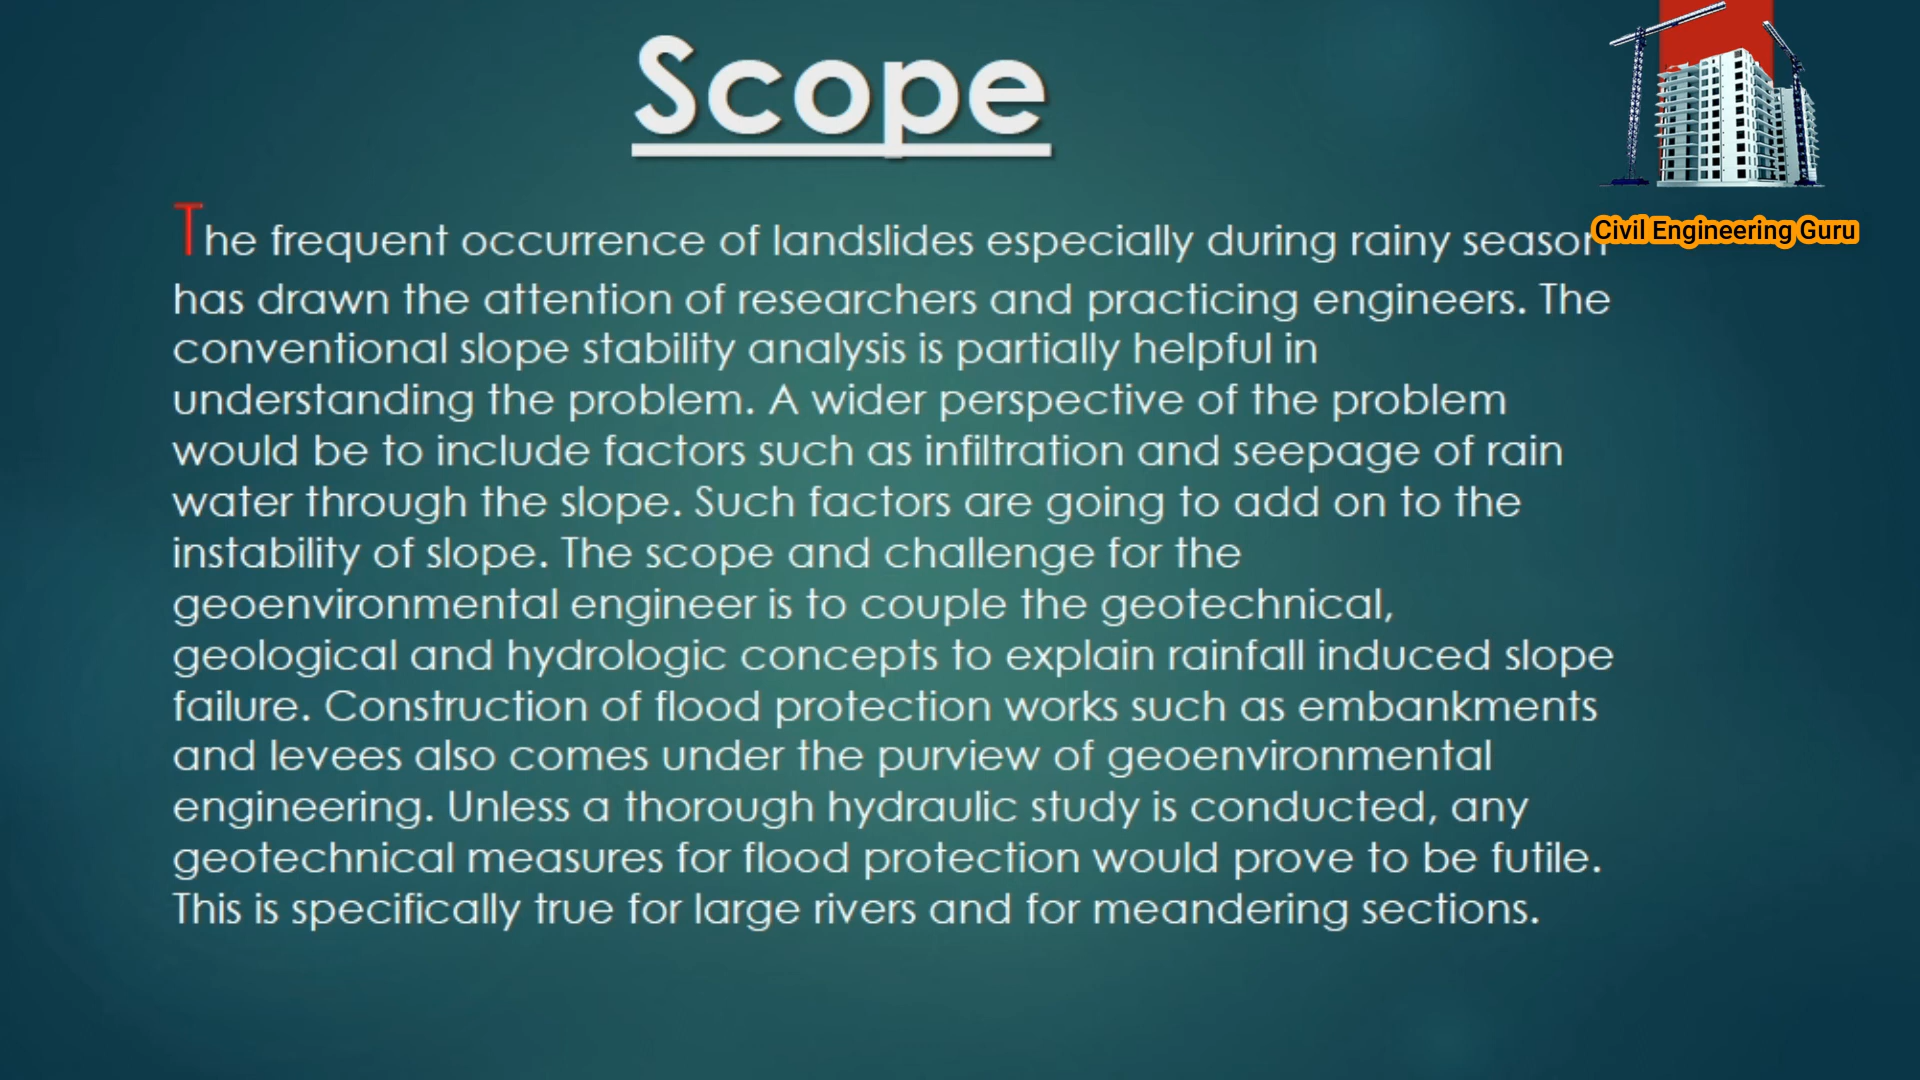 Scope
The frequent occurrence of landslides especially during rainy season
Civil Engineering Guru
has drawn the attention of researchers and practicing engineers. The
conventional slope stability analysis is partially helpful in
understanding the problem. A wider perspective of the problem
would be to include factors such as infiltration and seepage of rain
water through the slope. Such factors are going to add on to the
instability of slope. The scope and challenge for the
geoenvironmental engineer is to couple the geotechnical,
geological and hydrologic concepts to explain rainfall induced slope
failure. Construction of flood protection works such as embankments
and levees also comes under the purview of geoenvironmental
engineering. Unless a thorough hydraulic study is conducted, any
geotechnical measures for flood protection would prove to be futile.
This is specifically true for large rivers and for meandering sections.